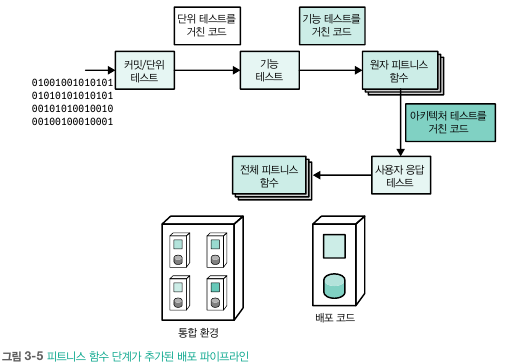 단위 테스트를
거친 코드
기능 테스트를
거친 코드
커밋/단위
테스트
기능
테스트
원자 피트니스
함수
01001001010101
01010101010101
00101010010010
00100100010001
아키텍처 테스트를
거친 코드
전체 피트니스
함수
사용자 응답
테스트
통합 환경
배포 코드
그림 3-5 피트니스 함수 단계가 추가된 배포 파이프라인